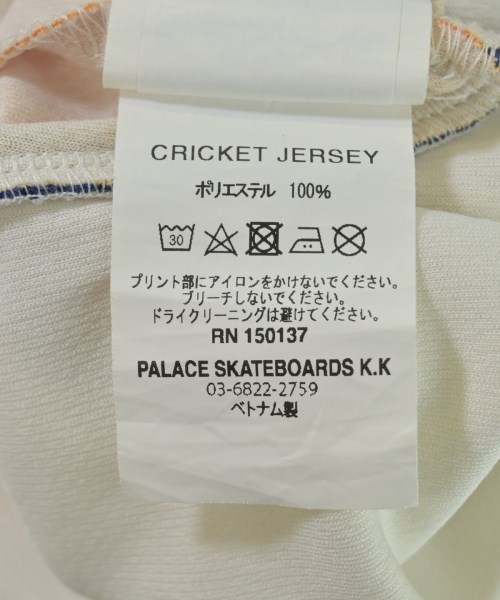 CRICKET JERSEY
ポリエステル 100%
30
プリント部にアイロンをかけないでください。
ブリーチしないでください。
ドライクリーニングは避けてください。
RN 150137
PALACE SKATEBOARDS K.K
03-6822-2759
ベトナム製